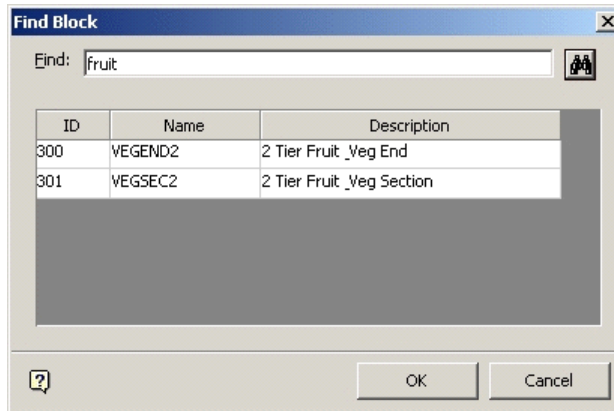 Find Block
Find: fruit
ID Name Description
300 VEGEND2 2 Tier Fruit _Veg End
301 VEGSEC2 2 Tier Fruit _Veg Section
OK Cancel